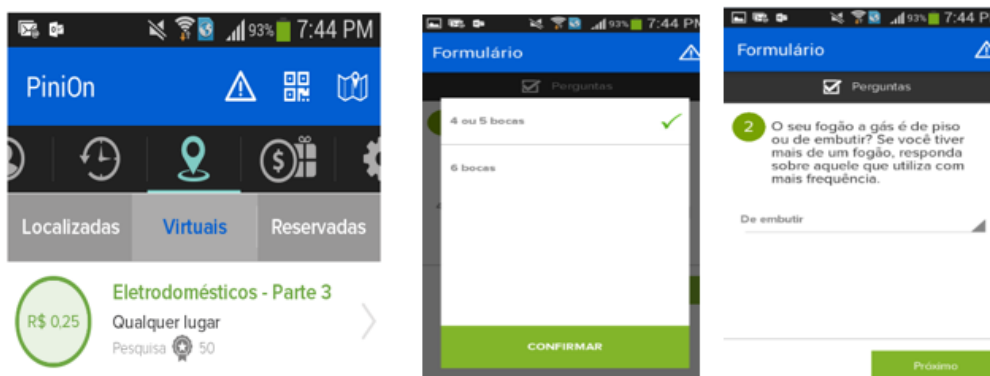 93% 7:44 PM
PiniOn
Localizadas Virtuais Reservadas
R$ 0,25
Eletrodomésticos - Parte 3
Qualquer lugar
Pesquisa 50
93% 7:44 PM
Formulário
Perguntas
4 ou 5 bocas
6 bocas
CONFIRMAR
93% 7:44 P
Formulário
Perguntas
2 O seu fogão a gás é de piso
ou de embutir? Se você tiver
mais de um fogão, responda
sobre aquele que utiliza com
mais frequência.
De embutir
Próximo